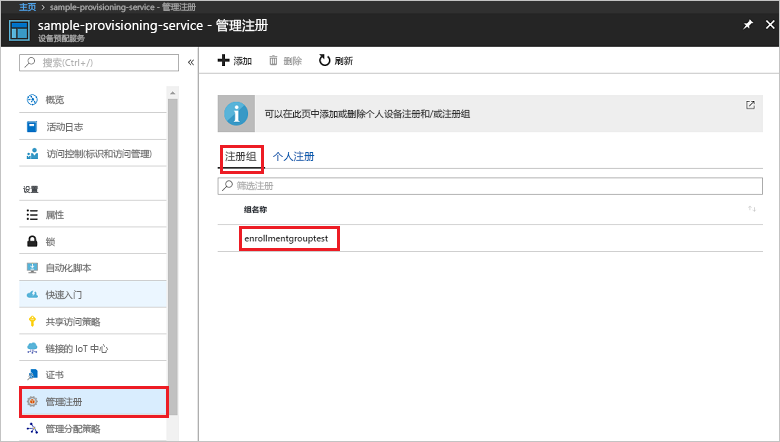 主页 > sample-provisioning-service - 管理注册
sample-provisioning-service - 管理注册
设备预配服务
搜索(Ctrl+/)
«
概览
活动日志
访问控制(标识和访问管理)
设置
属性
锁
自动化脚本
快速入门
共享访问策略
链接的 IoT 中心
证书
管理注册
管理分配策略
添加
删除
刷新
可以在此页中添加或删除个人设备注册和/或注册组
注册组
个人注册
筛选注册
组名称
enrollmentgrouptest